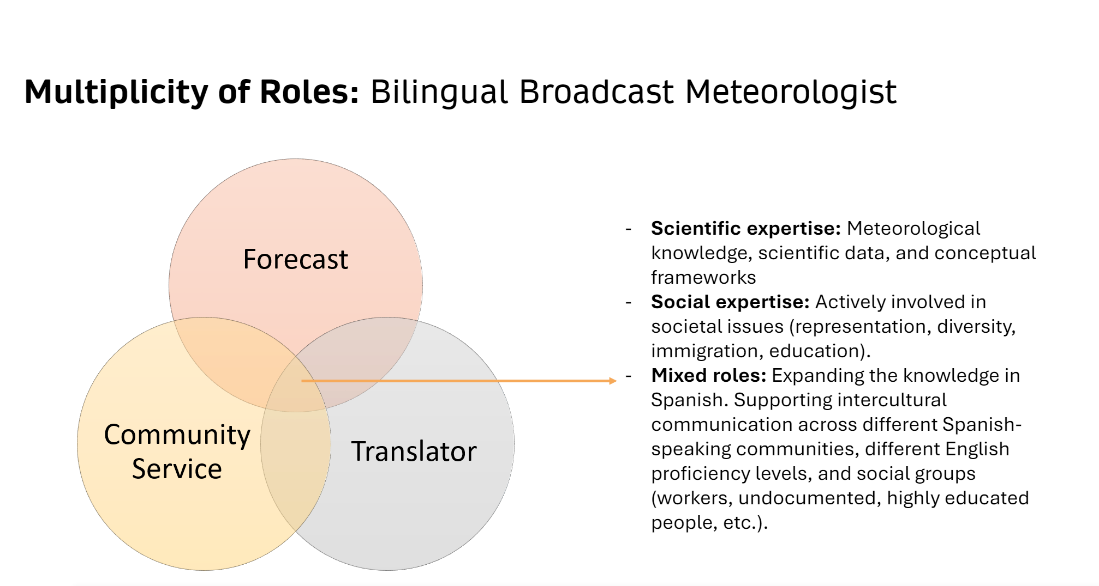 Multiplicity of Roles: Bilingual Broadcast Meteorologist
Forecast
Community
Service
Translator
- Scientific expertise: Meteorological
knowledge, scientific data, and conceptual
frameworks
- Social expertise: Actively involved in
societal issues (representation, diversity,
immigration, education).
- Mixed roles: Expanding the knowledge in
Spanish. Supporting intercultural
communication across different Spanish-
speaking communities, different English
proficiency levels, and social groups
(workers, undocumented, highly educated
people, etc.).